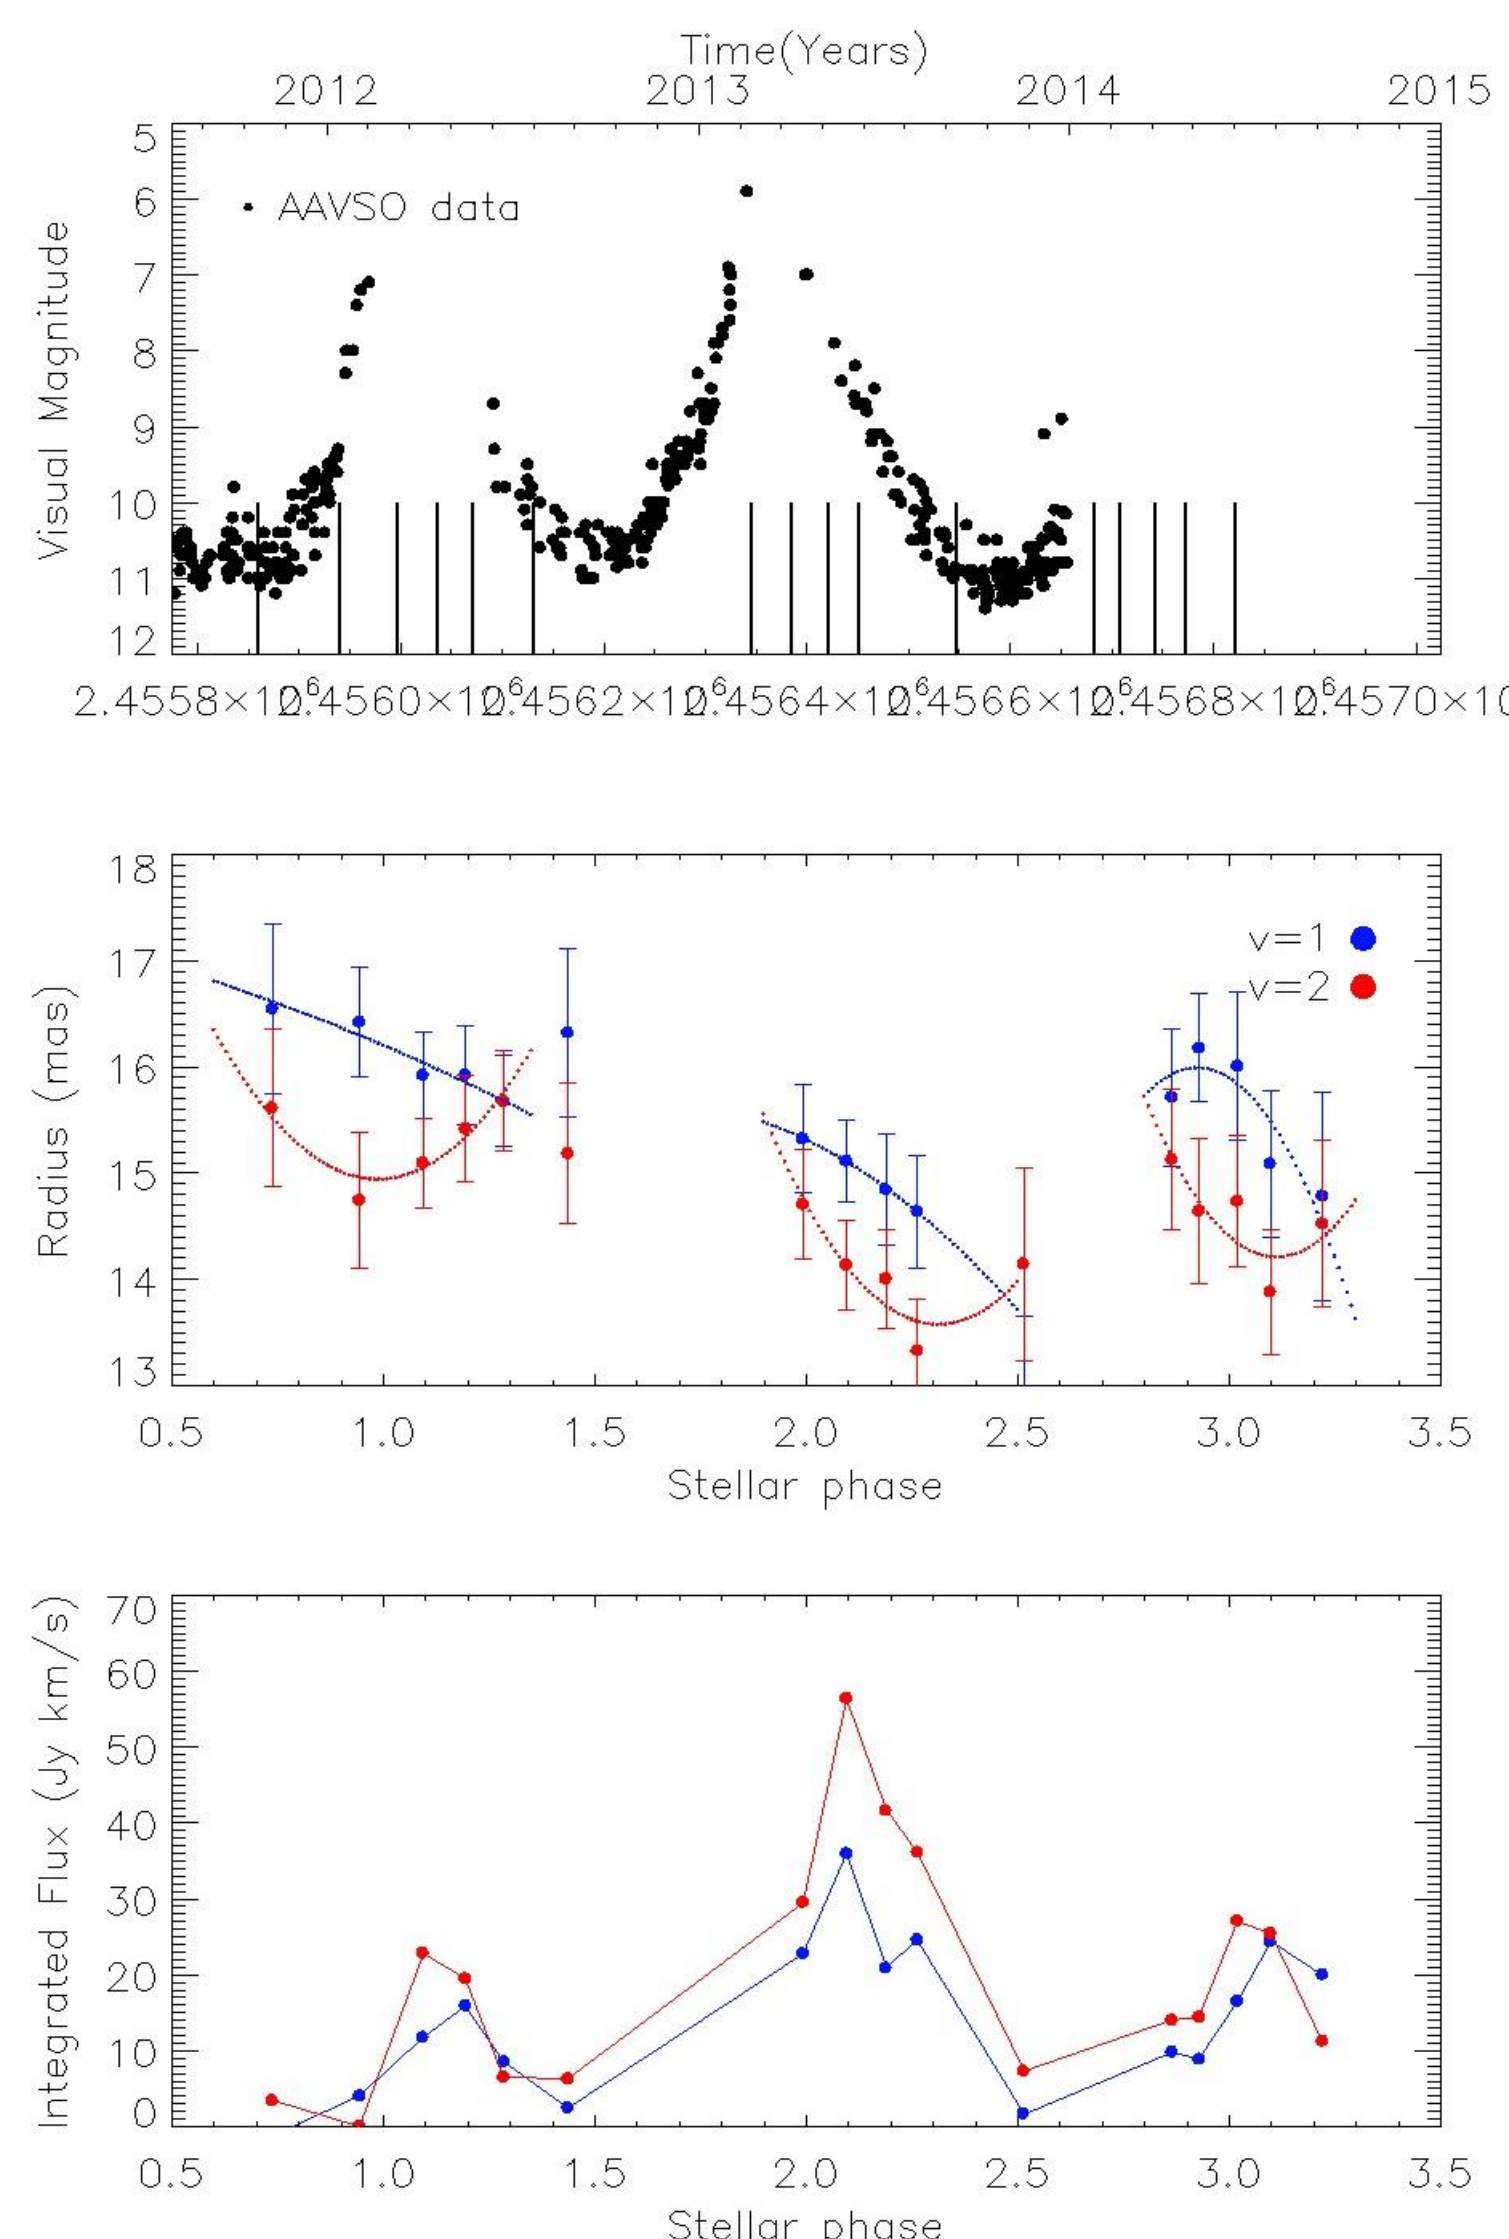 Time(Years)
2012 2013 2014 2015
5
6
7
8
9
10
11
12
Visual Magnitude
AAVSO data
2.4558×10⁶ 2.4560×10⁶ 2.4562×10⁶ 2.4564×10⁶ 2.4566×10⁶ 2.4568×10⁶ 2.4570×10
18
17
16
15
14
13
Radius (mas)
v=1
v=2
0.5 1.0 1.5 2.0 2.5 3.0 3.5
Stellar phase
70
60
50
40
30
20
10
0
Integrated Flux (Jy km/s)
0.5 1.0 1.5 2.0 2.5 3.0 3.5
Stellar phase